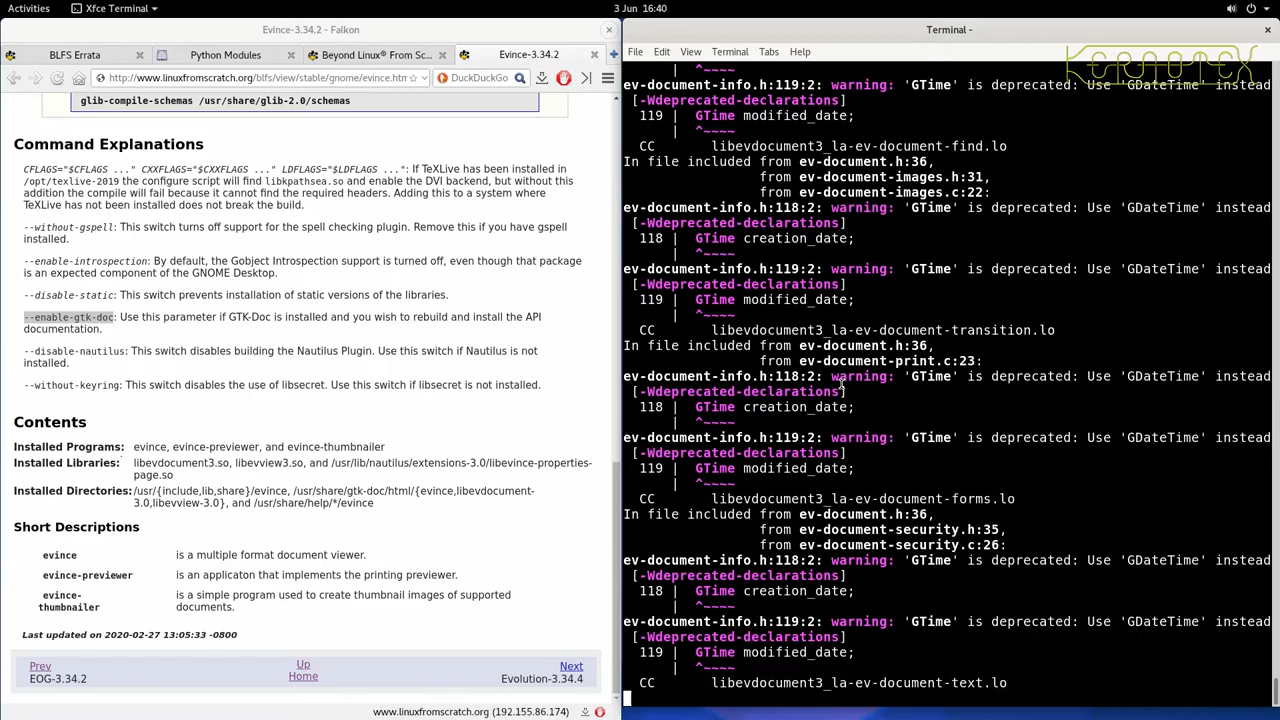 Activities
Xfce Terminal
3 Jun 16:40
Evince-3.34.2 - Falkon
BLFS Errata
Python Modules
Beyond Linux® From Sc...
Evince-3.34.2
http://www.linuxfromscratch.org/blfs/view/stable/gnome/evince.htm
DuckDuckGo
glib-compile-schemas /usr/share/glib-2.0/schemas
Command Explanations
CFLAGS="$CFLAGS ..." CXXFLAGS="$CXXFLAGS ..." LDFLAGS="$LDFLAGS ...": If TeXLive has been installed in
/opt/texlive-2019 the configure script will find libkpathsea.so and enable the DVI backend, but without this
addition the compile will fail because it cannot find the required headers. Adding this to a system where
TeXLive has not been installed does not break the build.
--without-gspell: This switch turns off support for the spell checking plugin. Remove this if you have gspell
installed.
--enable-introspection: By default, the Gobject Introspection support is turned off, even though that package
is an expected component of the GNOME Desktop.
--disable-static: This switch prevents installation of static versions of the libraries.
--enable-gtk-doc: Use this parameter if GTK-Doc is installed and you wish to rebuild and install the API
documentation.
--disable-nautilus: This switch disables building the Nautilus Plugin. Use this switch if Nautilus is not
installed.
--without-keyring: This switch disables the use of libsecret. Use this switch if libsecret is not installed.
Contents
Installed Programs: evince, evince-previewer, and evince-thumbnailer
Installed Libraries: libevdocument3.so, libevview3.so, and /usr/lib/nautilus/extensions-3.0/libevince-properties-
page.so
Installed Directories: /usr/{include,lib,share}/evince, /usr/share/gtk-doc/html/{evince,libevdocument-
3.0,libevview-3.0}, and /usr/share/help/*/evince
Short Descriptions
evince is a multiple format document viewer.
evince-previewer is an applicaton that implements the printing previewer.
evince- is a simple program used to create thumbnail images of supported
thumbnailer documents.
Last updated on 2020-02-27 13:05:33 -0800
Prev Up Next
EOG-3.34.2 Home Evolution-3.34.4
www.linuxfromscratch.org (192.155.86.174)
Terminal -
File Edit View Terminal Tabs Help
KERNOTEX
| ^~~~~
ev-document-info.h:119:2: warning: 'GTime' is deprecated: Use 'GDateTime' instead
[-Wdeprecated-declarations]
119 | GTime modified_date;
| ^~~~~
CC libevdocument3_la-ev-document-find.lo
In file included from ev-document.h:36,
from ev-document-images.h:31,
from ev-document-images.c:22:
ev-document-info.h:118:2: warning: 'GTime' is deprecated: Use 'GDateTime' instead
[-Wdeprecated-declarations]
118 | GTime creation_date;
| ^~~~~
ev-document-info.h:119:2: warning: 'GTime' is deprecated: Use 'GDateTime' instead
[-Wdeprecated-declarations]
119 | GTime modified_date;
| ^~~~~
CC libevdocument3_la-ev-document-transition.lo
In file included from ev-document.h:36,
from ev-document-print.c:23:
ev-document-info.h:118:2: warning: 'GTime' is deprecated: Use 'GDateTime' instead
[-Wdeprecated-declarations]
118 | GTime creation_date;
| ^~~~~
ev-document-info.h:119:2: warning: 'GTime' is deprecated: Use 'GDateTime' instead
[-Wdeprecated-declarations]
119 | GTime modified_date;
| ^~~~~
CC libevdocument3_la-ev-document-forms.lo
In file included from ev-document.h:36,
from ev-document-security.h:35,
from ev-document-security.c:26:
ev-document-info.h:118:2: warning: 'GTime' is deprecated: Use 'GDateTime' instead
[-Wdeprecated-declarations]
118 | GTime creation_date;
| ^~~~~
ev-document-info.h:119:2: warning: 'GTime' is deprecated: Use 'GDateTime' instead
[-Wdeprecated-declarations]
119 | GTime modified_date;
| ^~~~~
CC libevdocument3_la-ev-document-text.lo